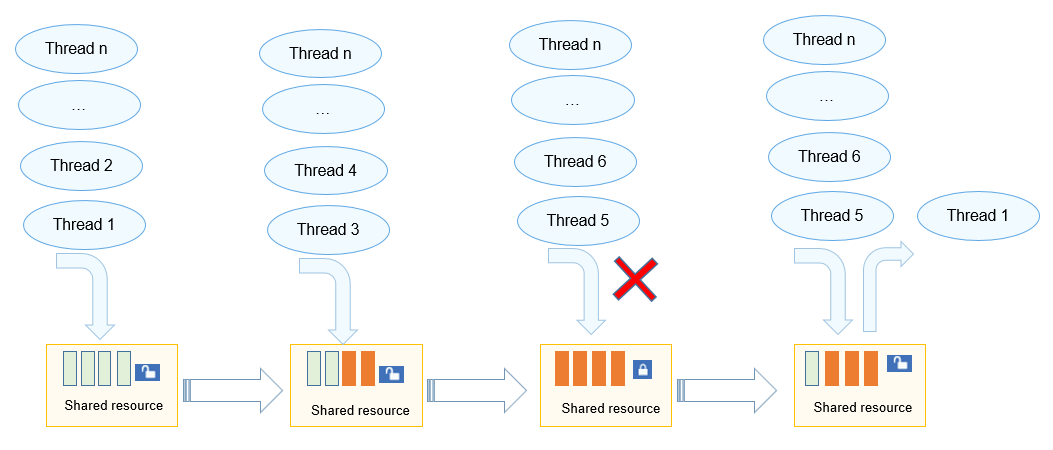 Thread n
...
Thread 2
Thread 1
Shared resource
Thread n
...
Thread 4
Thread 3
Shared resource
Thread n
...
Thread 6
Thread 5
Shared resource
Thread n
...
Thread 6
Thread 5
Thread 1
Shared resource